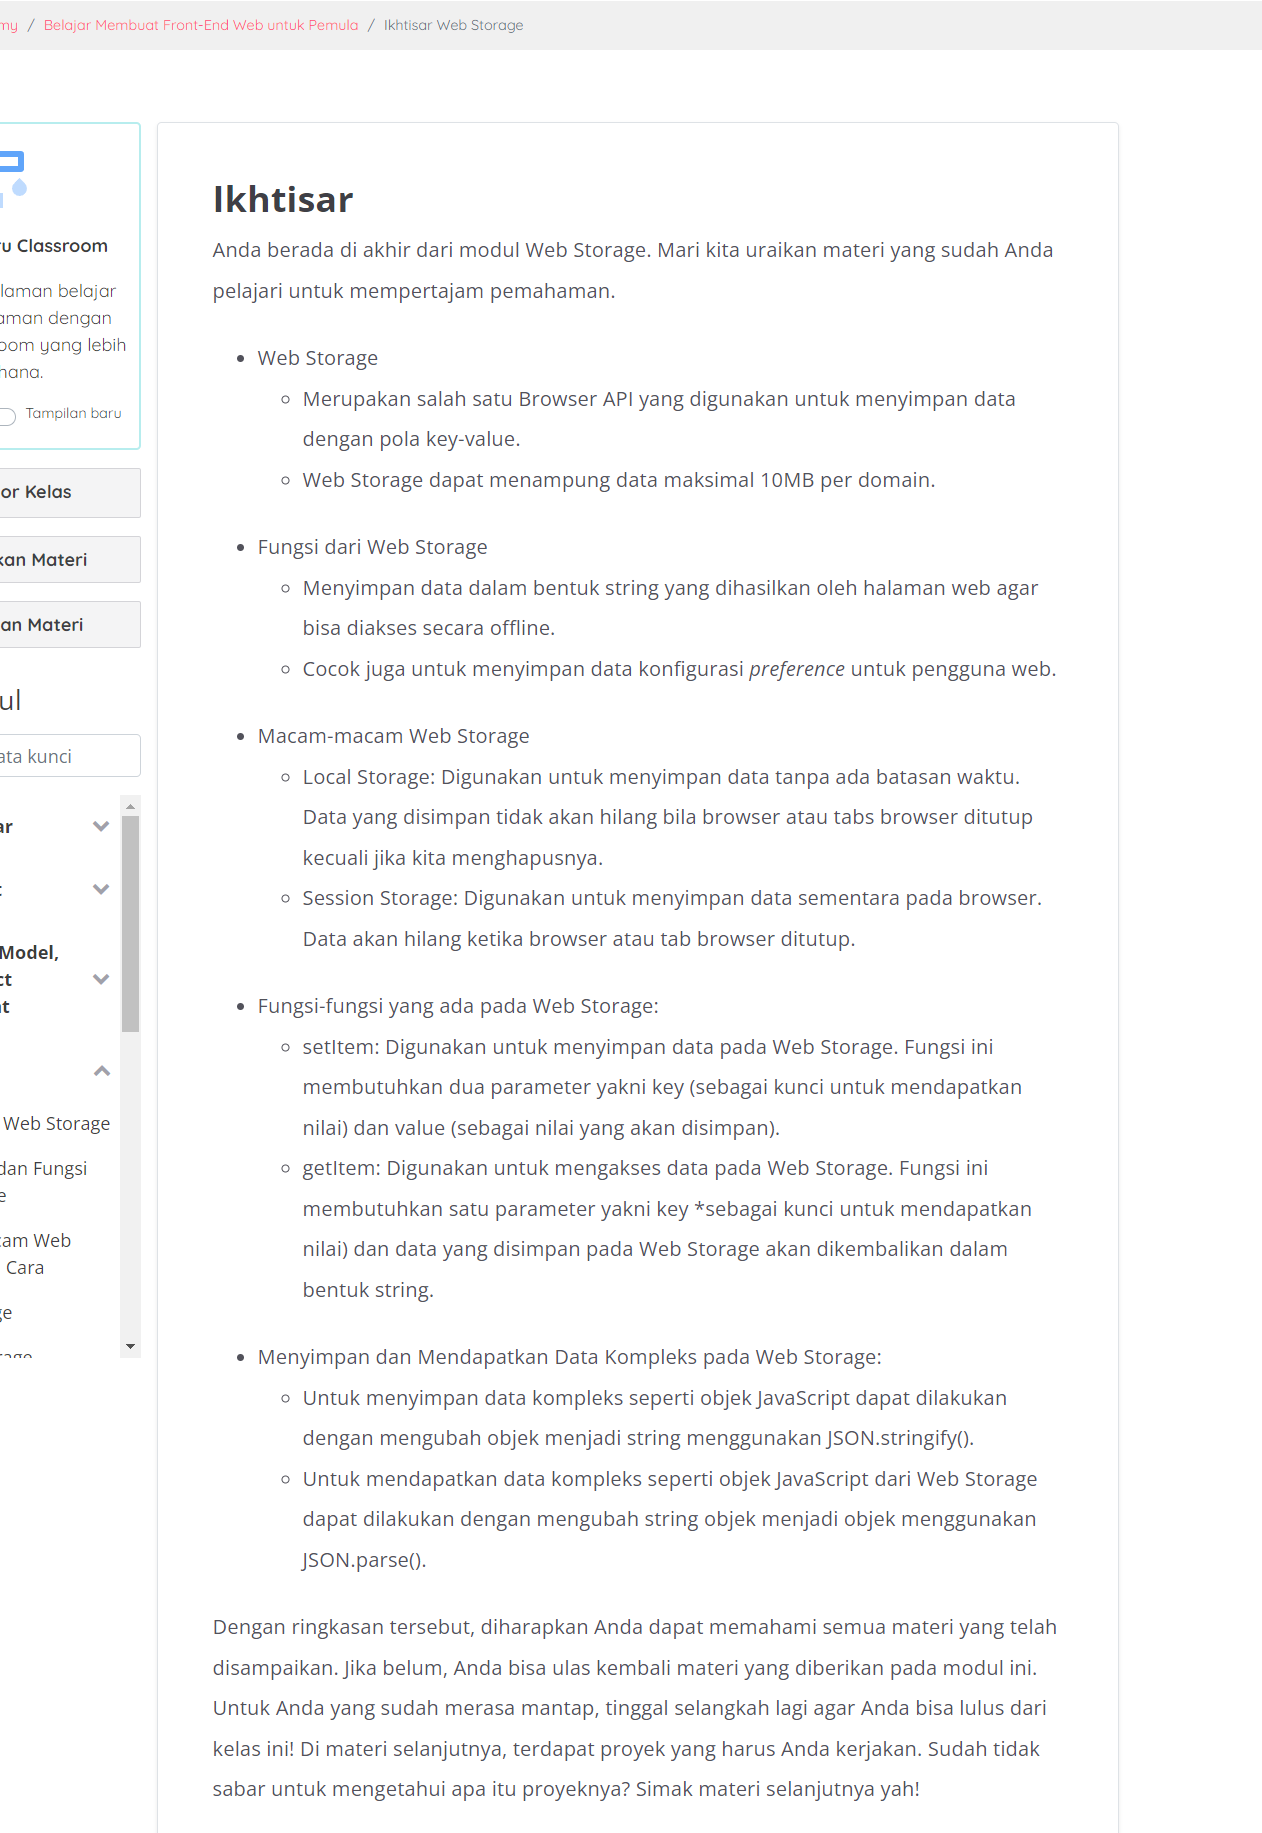 / Belajar Membuat Front-End Web untuk Pemula / Ikhtisar Web Storage
Classroom
belajar
dengan
yang lebih
Tampilan baru
Kelas
Materi
Materi
kunci
Model,
Web Storage
dan Fungsi
Web
Cara
Ikhtisar
Anda berada di akhir dari modul Web Storage. Mari kita uraikan materi yang sudah Anda
pelajari untuk mempertajam pemahaman.
• Web Storage
◦ Merupakan salah satu Browser API yang digunakan untuk menyimpan data
dengan pola key-value.
◦ Web Storage dapat menampung data maksimal 10MB per domain.
• Fungsi dari Web Storage
◦ Menyimpan data dalam bentuk string yang dihasilkan oleh halaman web agar
bisa diakses secara offline.
◦ Cocok juga untuk menyimpan data konfigurasi preference untuk pengguna web.
• Macam-macam Web Storage
◦ Local Storage: Digunakan untuk menyimpan data tanpa ada batasan waktu.
Data yang disimpan tidak akan hilang bila browser atau tabs browser ditutup
kecuali jika kita menghapusnya.
◦ Session Storage: Digunakan untuk menyimpan data sementara pada browser.
Data akan hilang ketika browser atau tab browser ditutup.
• Fungsi-fungsi yang ada pada Web Storage:
◦ setItem: Digunakan untuk menyimpan data pada Web Storage. Fungsi ini
membutuhkan dua parameter yakni key (sebagai kunci untuk mendapatkan
nilai) dan value (sebagai nilai yang akan disimpan).
◦ getItem: Digunakan untuk mengakses data pada Web Storage. Fungsi ini
membutuhkan satu parameter yakni key *sebagai kunci untuk mendapatkan
nilai) dan data yang disimpan pada Web Storage akan dikembalikan dalam
bentuk string.
• Menyimpan dan Mendapatkan Data Kompleks pada Web Storage:
◦ Untuk menyimpan data kompleks seperti objek JavaScript dapat dilakukan
dengan mengubah objek menjadi string menggunakan JSON.stringify().
◦ Untuk mendapatkan data kompleks seperti objek JavaScript dari Web Storage
dapat dilakukan dengan mengubah string objek menjadi objek menggunakan
JSON.parse().
Dengan ringkasan tersebut, diharapkan Anda dapat memahami semua materi yang telah
disampaikan. Jika belum, Anda bisa ulas kembali materi yang diberikan pada modul ini.
Untuk Anda yang sudah merasa mantap, tinggal selangkah lagi agar Anda bisa lulus dari
kelas ini! Di materi selanjutnya, terdapat proyek yang harus Anda kerjakan. Sudah tidak
sabar untuk mengetahui apa itu proyeknya? Simak materi selanjutnya yah!